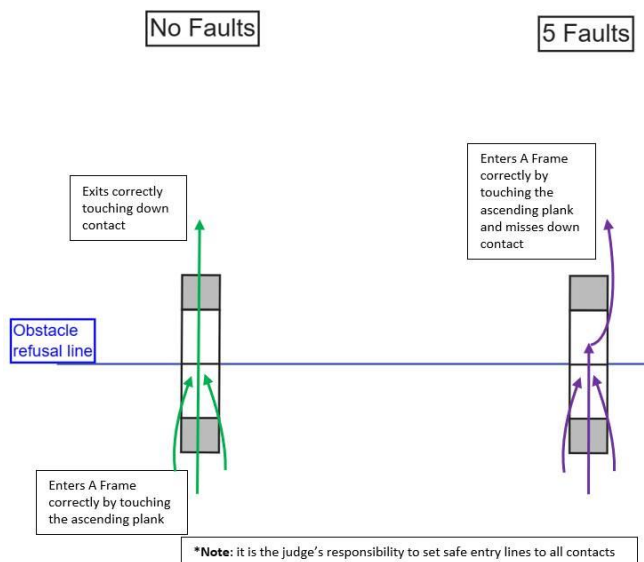 No Faults
5 Faults
Enters A Frame
correctly by
touching the
ascending plank
and misses down
contact
Exits correctly
touching down
contact
Obstacle
refusal line
Enters A Frame
correctly by touching
the ascending plank
*Note: it is the judge’s responsibility to set safe entry lines to all contacts